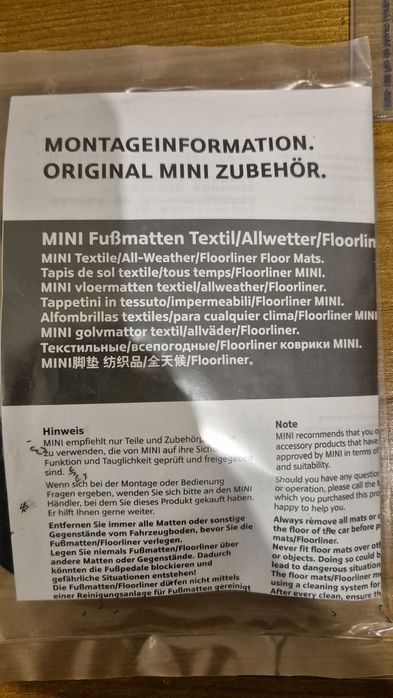 MONTAGEINFORMATION.
ORIGINAL MINI ZUBEHÖR.
MINI Fußmatten Textil/Allwetter/Floorlin
MINI Textile/All-Weather/Floorliner Floor Mats.
Tapis de sol textile/tous temps/Floorliner MINI.
MINI vloermatten textiel/allweather/Floorliner.
Tappetini in tessuto/impermeabili/Floorliner MINI.
Alfombrillas textiles/para cualquier clima/Floorliner MINI
MINI golvmattor textil/allväder/Floorliner.
Текстильные/всепогодные/Floorliner коврики MINI.
MINI脚垫 纺织品/全天候/Floorliner。
Hinweis
MINI empfiehlt nur Teile und Zubehör
zu verwenden, die von MINI auf ihre
Funktion und Tauglichkeit geprüft und freigegeben
sind.
Wenn sich bei der Montage oder Bedienung
Fragen ergeben, wenden Sie sich bitte an den MINI
Händler, bei dem Sie dieses Produkt gekauft haben.
Er hilft Ihnen gerne weiter.
Entfernen Sie immer alle Matten oder sonstige
Gegenstände vom Fahrzeugboden, bevor Sie die
Fußmatten/Floorliner verlegen.
Legen Sie niemals Fußmatten/Floorliner über
andere Matten oder Gegenstände. Dadurch
könnten die Fußpedale blockieren und
gefährliche Situationen entstehen!
Die Fußmatten/Floorliner dürfen nicht mittels
einer Reinigungsanlage für Fußmatten gereinigt
Note
MINI recommends that you o
accessory products that have
approved by MINI in terms of
and suitability.
Should you have any question
or operation, please call the M
which you purchased this pro
happy to help you.
Always remove all mats or o
the floor of the car before p
mats/Floorliner.
Never fit floor mats over oth
or objects. Doing so could b
lead to dangerous situation
The floor mats/Floorliner m
using a cleaning system for
After every clean, ensure th